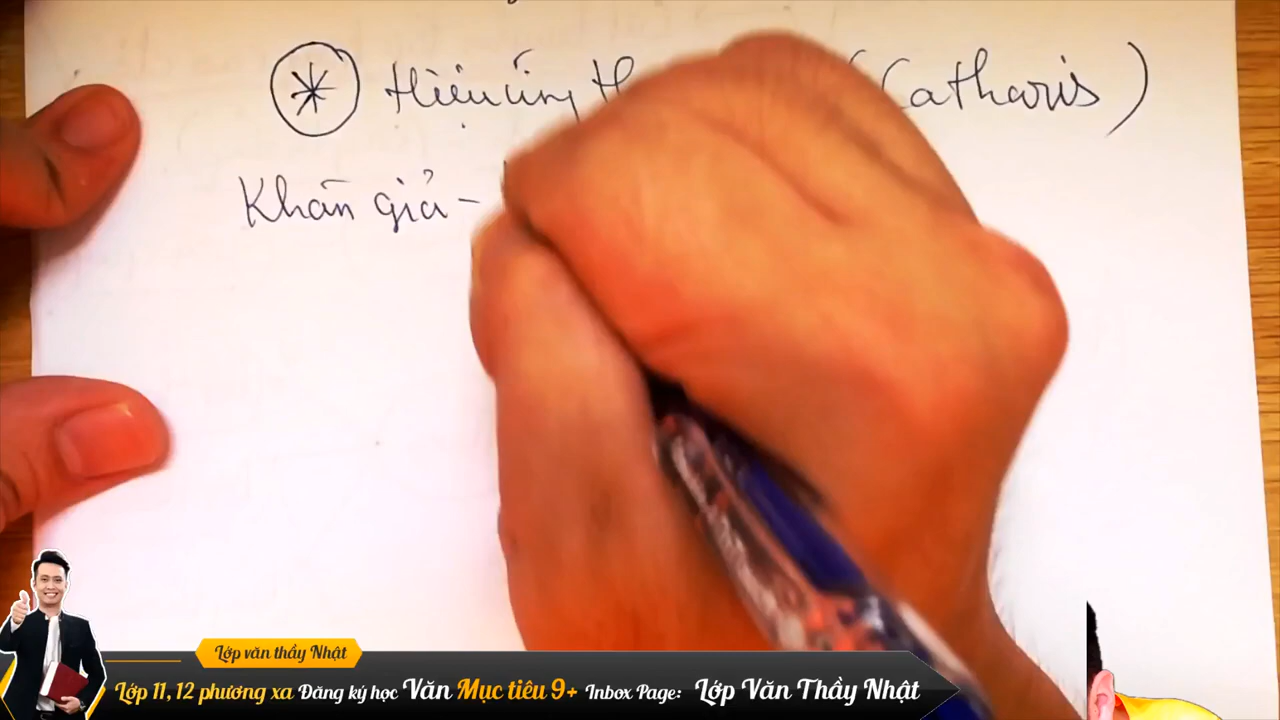 Hiệu ứng (Catharis)
Khán giả -
Lớp văn thầy Nhật
Lớp 11, 12 phương xa Đăng ký học Văn Mục tiêu 9+ Inbox Page: Lớp Văn Thầy Nhật